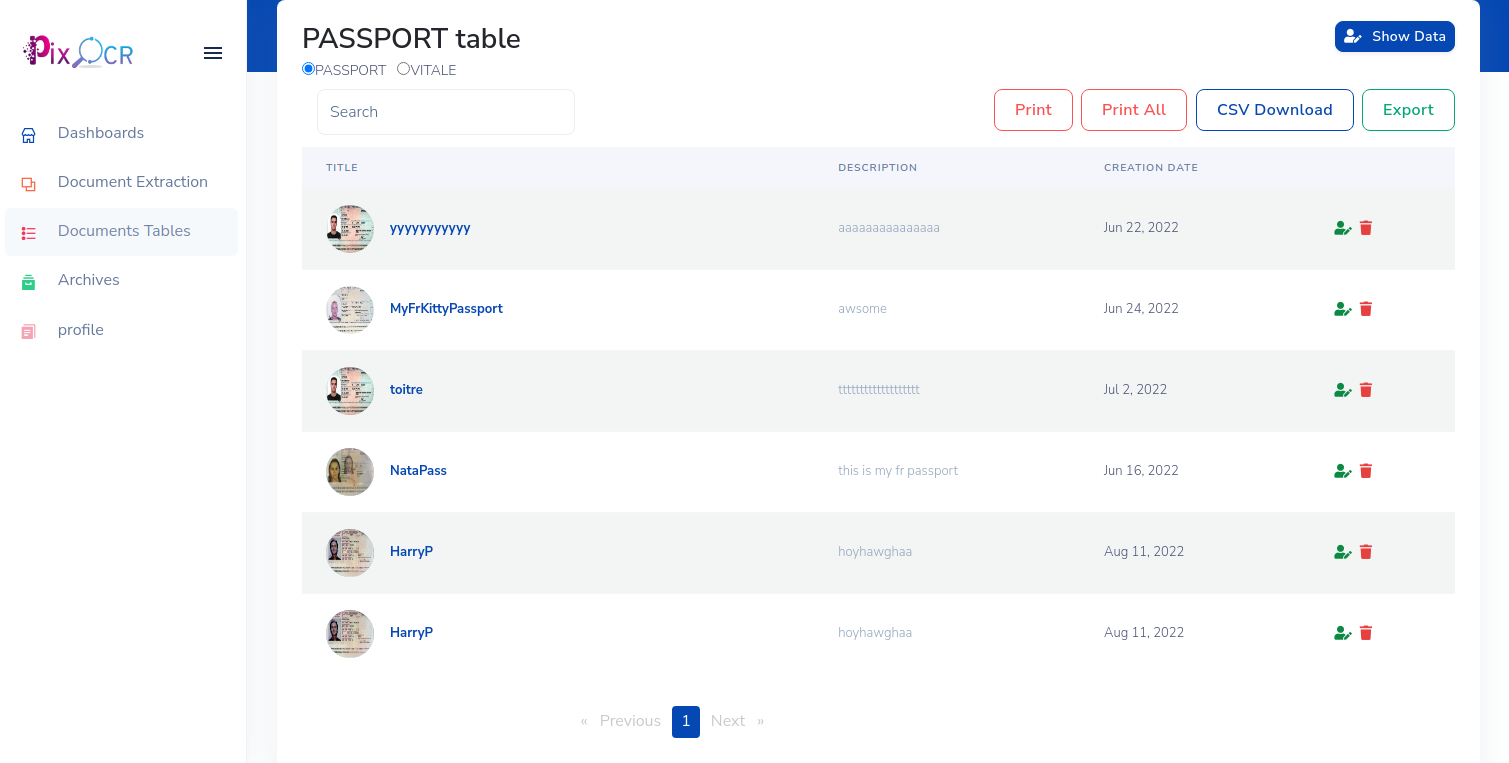 PixOCR
Dashboards
Document Extraction
Documents Tables
Archives
profile
PASSPORT table
Show Data
PASSPORT VITALE
Search
Print Print All CSV Download Export
TITLE DESCRIPTION CREATION DATE
yyyyyyyyyyy aaaaaaaaaaaaaaaa Jun 22, 2022
MyFrKittyPassport awsome Jun 24, 2022
toitre Jul 2, 2022
NataPass this is my fr passport Jun 16, 2022
HarryP hoyhawghaa Aug 11, 2022
HarryP hoyhawghaa Aug 11, 2022
« Previous 1 Next »